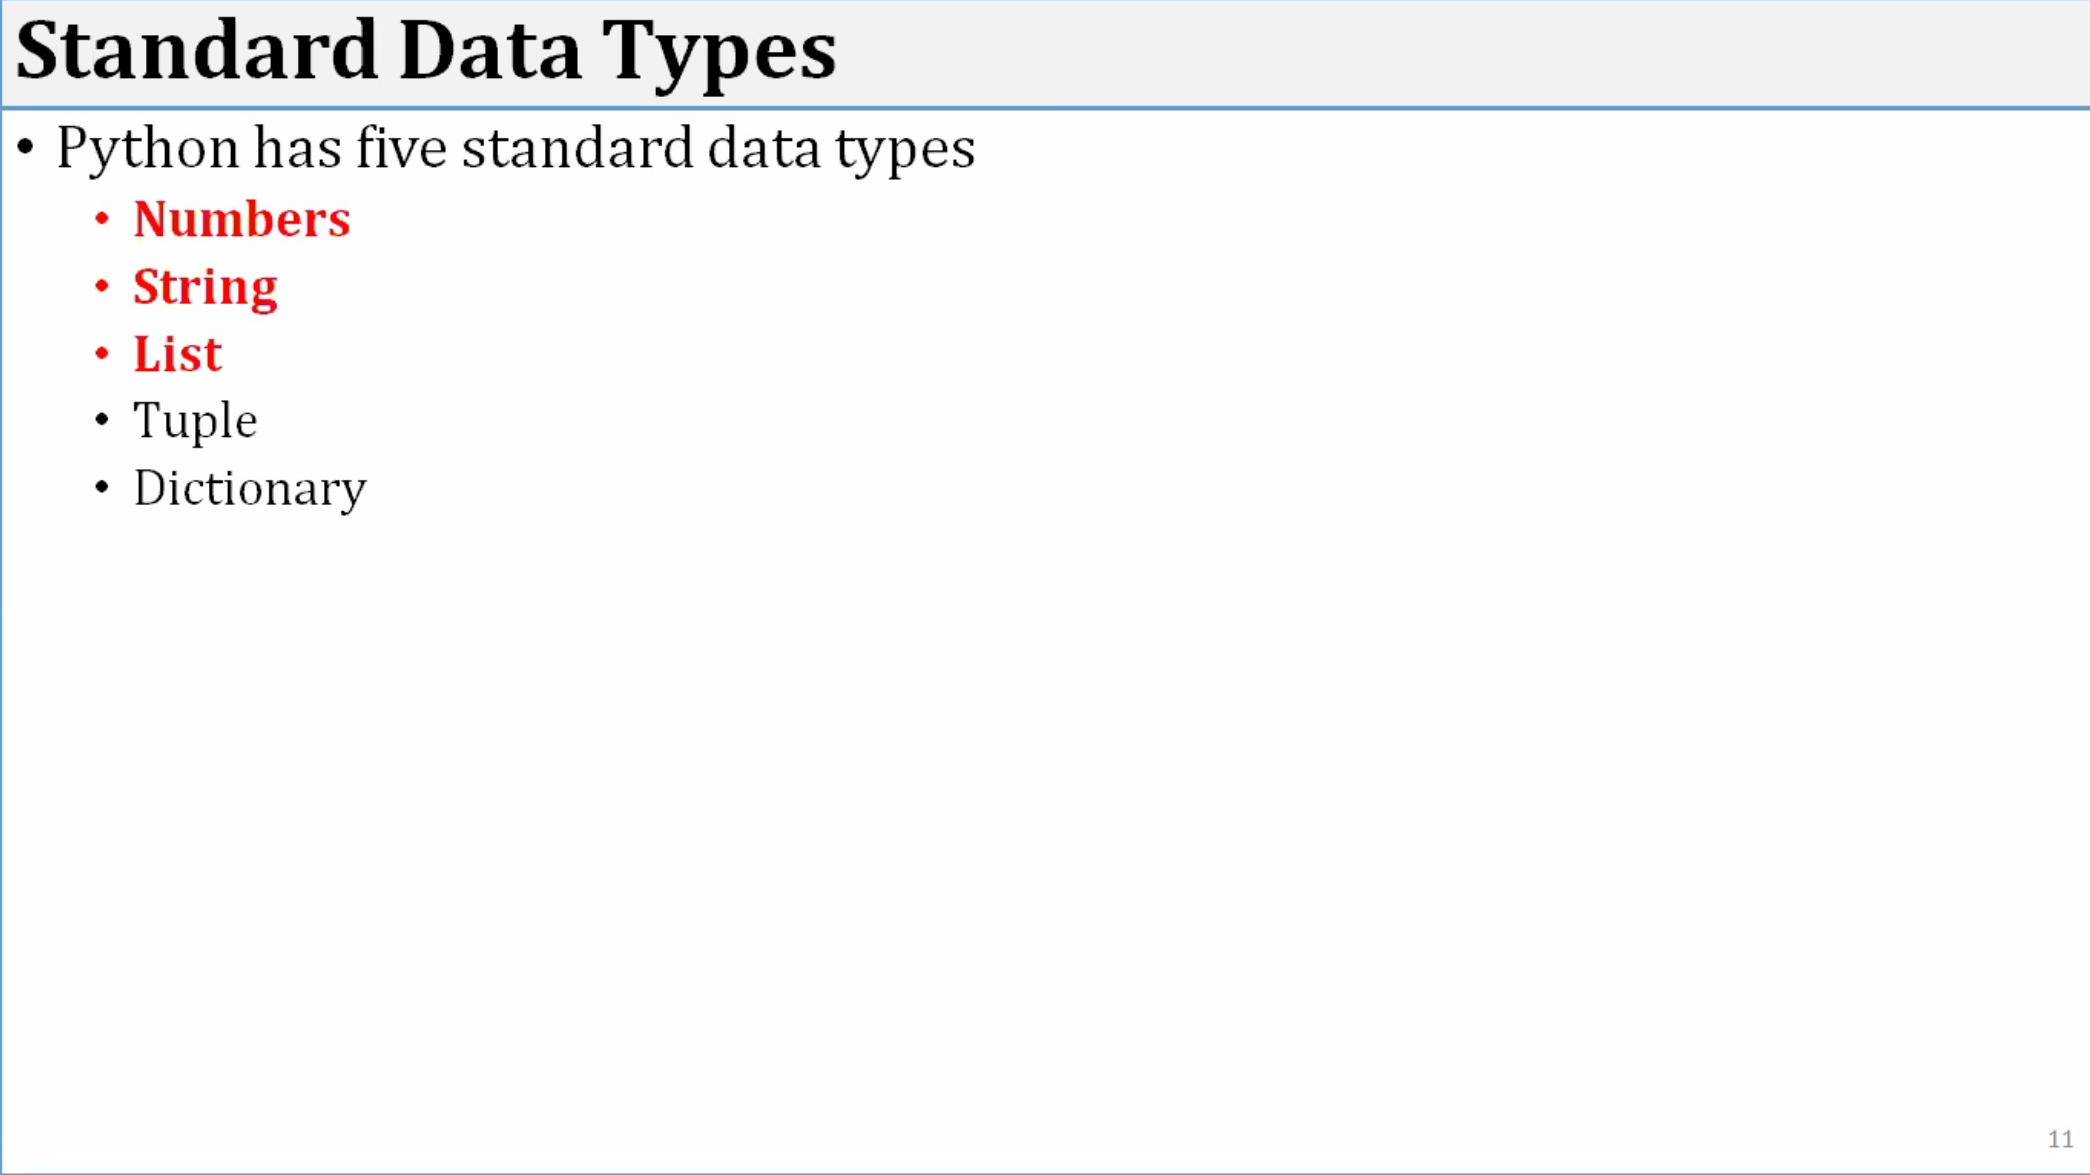 Standard Data Types
• Python has five standard data types
• Numbers
• String
• List
• Tuple
• Dictionary
11